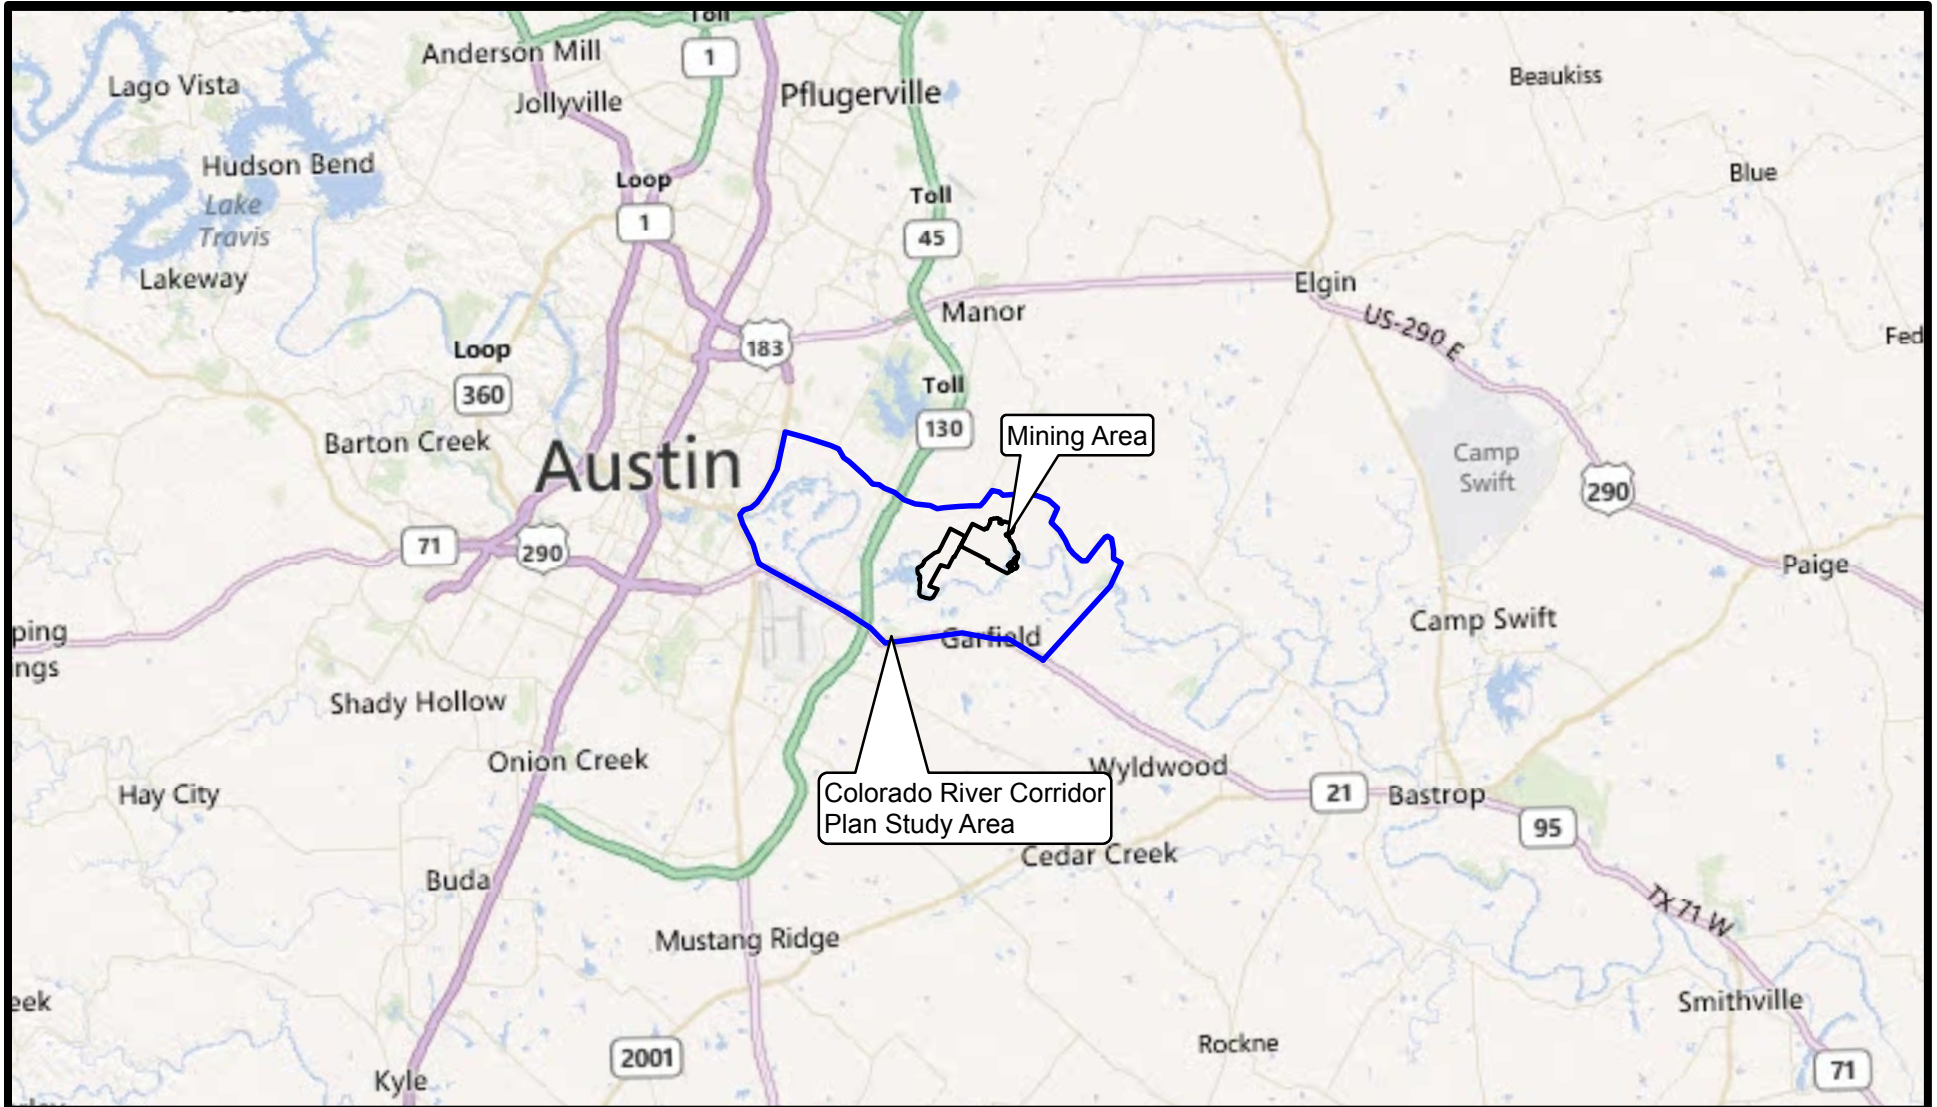 Toll
Anderson Mill
1
Beaukiss
Lago Vista
Pflugerville
Jollyville
Hudson Bend
Blue
Loop
Toll
Lake
Travis
1
45
Lakeway
Elgin
Manor
US-290 E
Fed
Loop
183
360
Toll
130
Mining Area
Barton Creek
Austin
Camp
Swift
290
71
290
Paige
ping
ngs
Garfield
Camp Swift
Shady Hollow
Onion Creek
Wyldwood
Hay City
Colorado River Corridor
Plan Study Area
21
Bastrop
95
Cedar Creek
Buda
TX 71 W
Mustang Ridge
eek
Smithville
2001
Rockne
Kyle
71